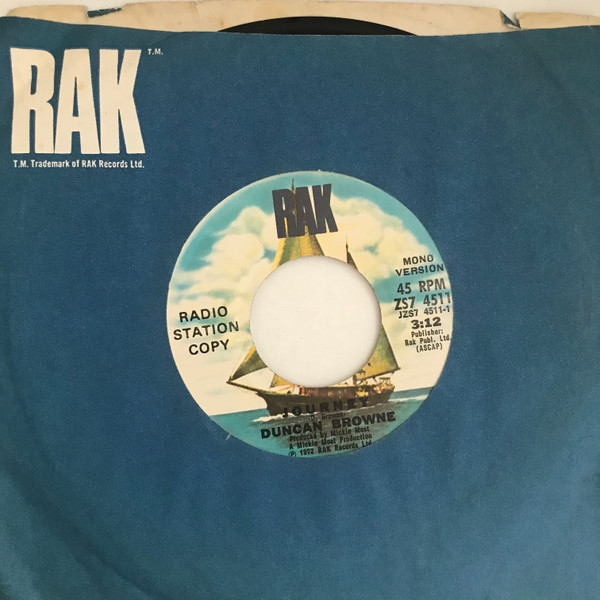 RAK
T.M.
T.M. Trademark of RAK Records Ltd.
RAK
RADIO
STATION
COPY
MONO
VERSION
45 RPM
ZS7 4511
JZS7 4511-1
3:12
Publisher:
Rak Publ. Ltd.
(ASCAP)
JOURNEY
DUNCAN BROWNE
Produced by Mickie Most
A Mickie Most Production
℗ 1972 RAK Records Ltd.